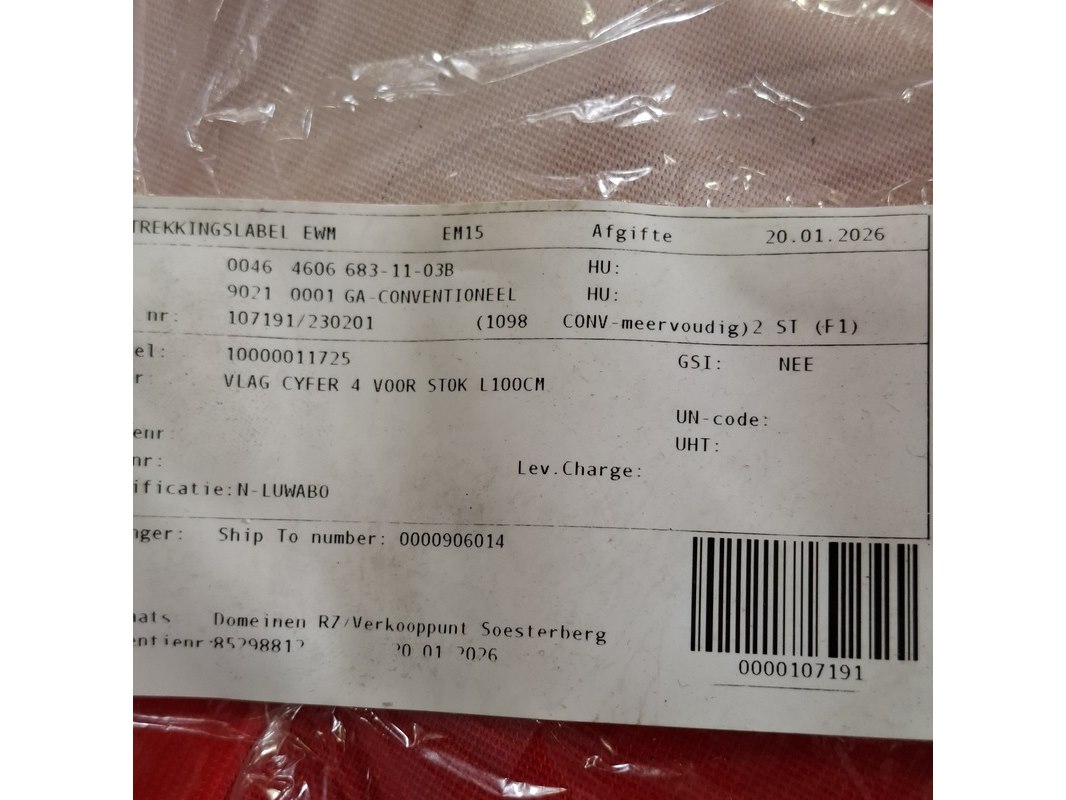 TREKKINGSLABEL EWM EM15 Afgifte 20.01.2026
0046 4606 683-11-03B HU:
9021 0001 GA-CONVENTIONEEL HU:
nr: 107191/230201 (1098 CONV-meervoudig)2 ST (F1)
el: 10000011725 GSI: NEE
r: VLAG CYFER 4 VOOR STOK L100CM
UN-code:
enr: UHT:
nr: Lev.Charge:
ificatie:N-LUWABO
nger: Ship To number: 0000906014
aats Domeinen RZ/Verkooppunt Soesterberg
entienr:85298812 20 01 2026
0000107191